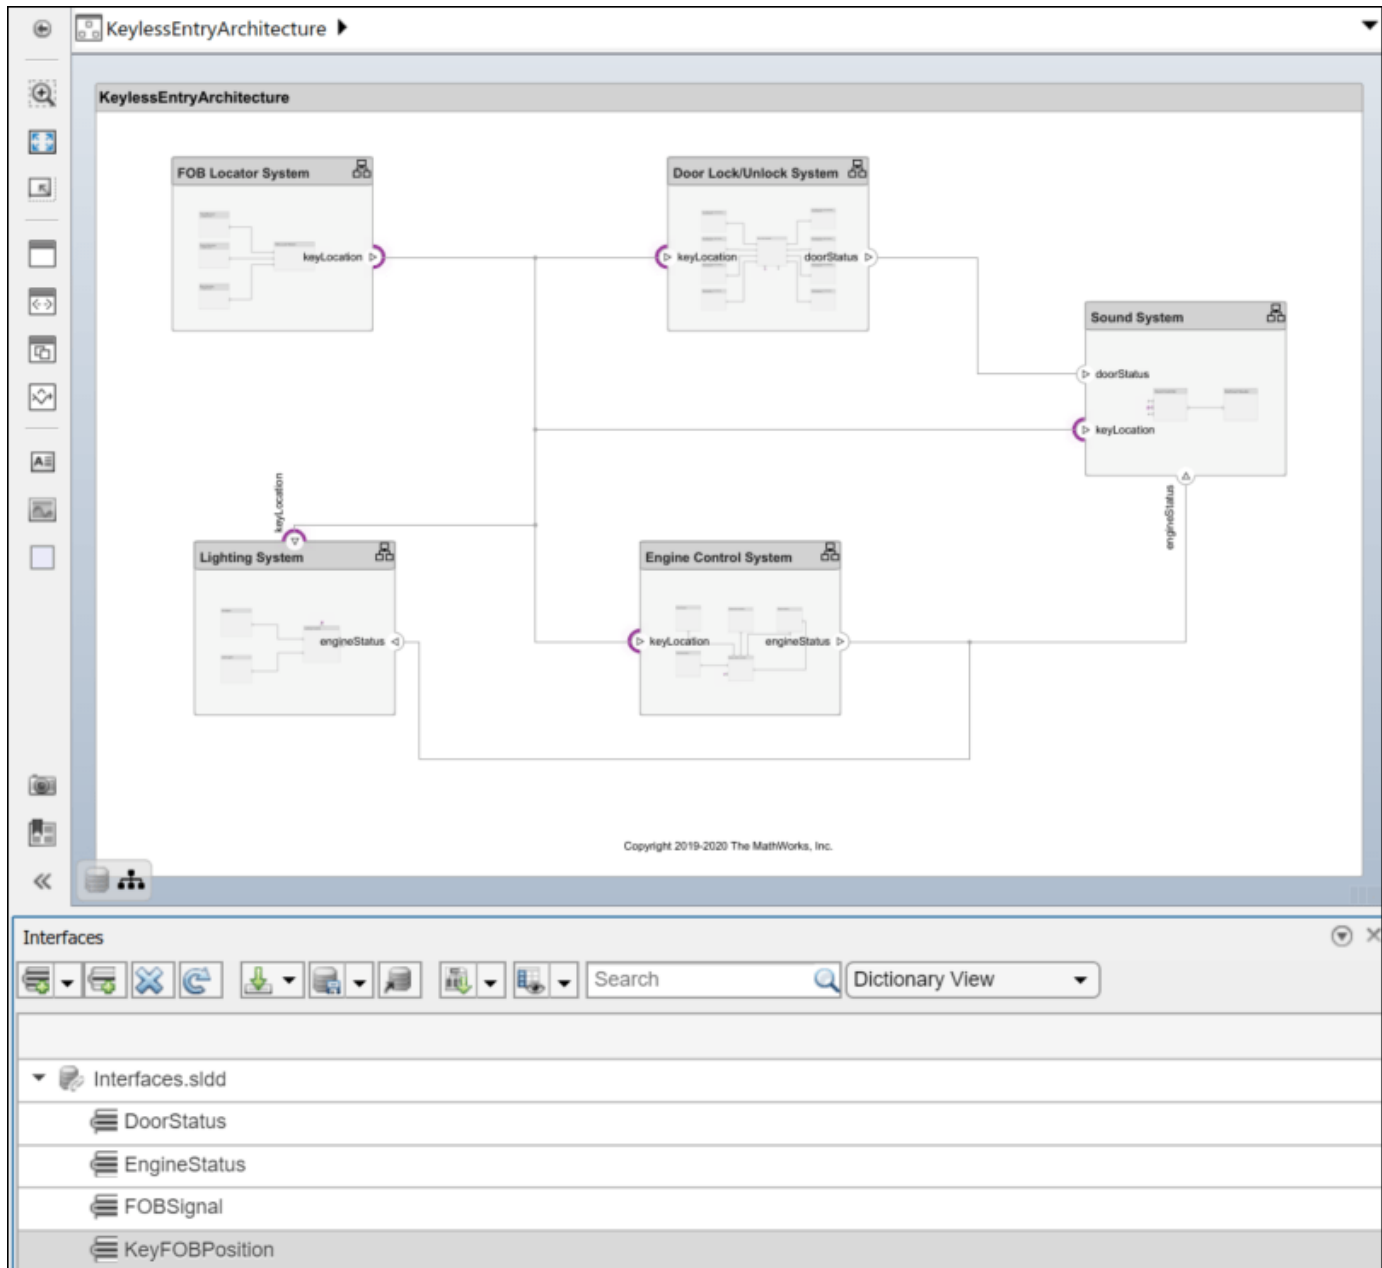 KeylessEntryArchitecture
KeylessEntryArchitecture
FOB Locator System
keyLocation
Door Lock/Unlock System
keyLocation
doorStatus
Sound System
doorStatus
keyLocation
engineStatus
keyLocation
Lighting System
engineStatus
Engine Control System
keyLocation
engineStatus
Copyright 2019-2020 The MathWorks, Inc.
Interfaces
Search
Dictionary View
Interfaces.sldd
DoorStatus
EngineStatus
FOBSignal
KeyFOBPosition